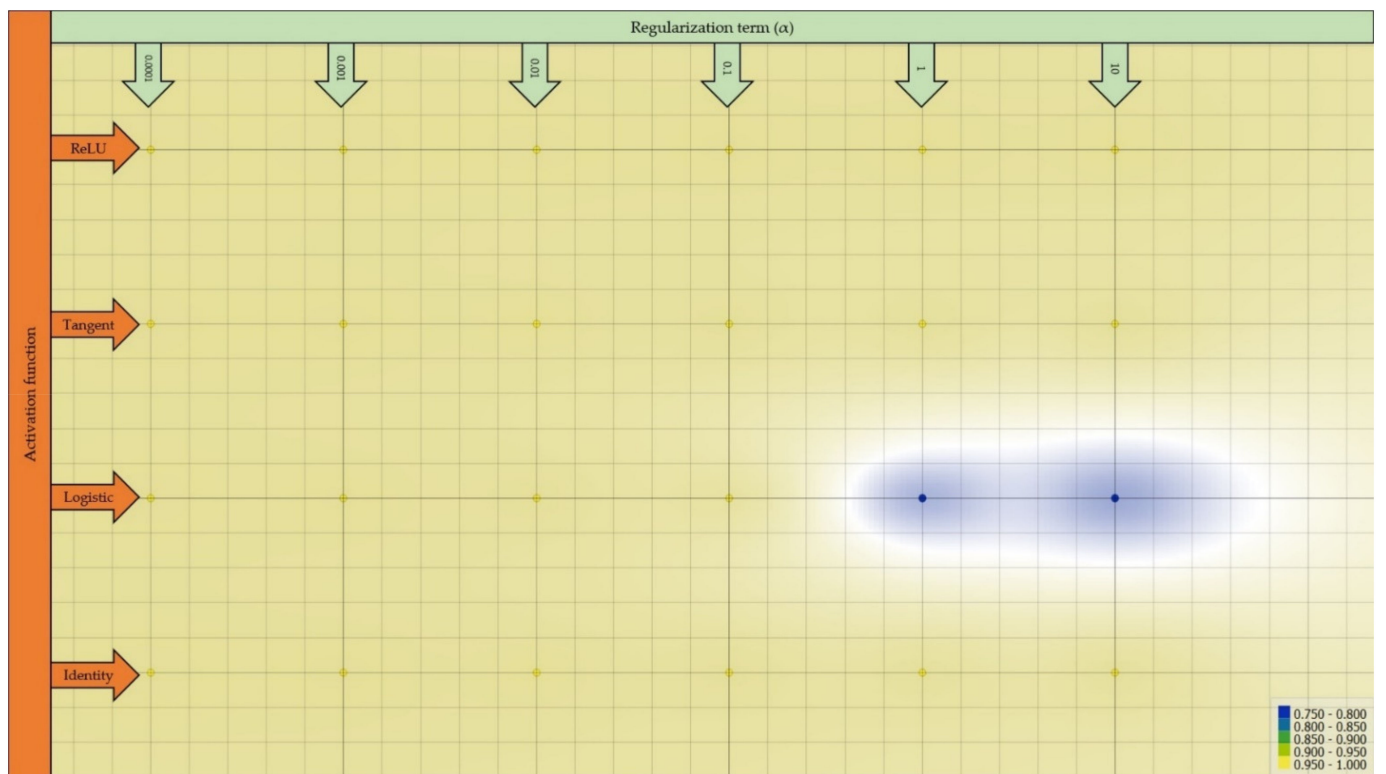 Regularization term (α)
0.0001
0.001
0.01
0.1
1
10
Activation function
ReLU
Tangent
Logistic
Identity
0.750 - 0.800
0.800 - 0.850
0.850 - 0.900
0.900 - 0.950
0.950 - 1.000